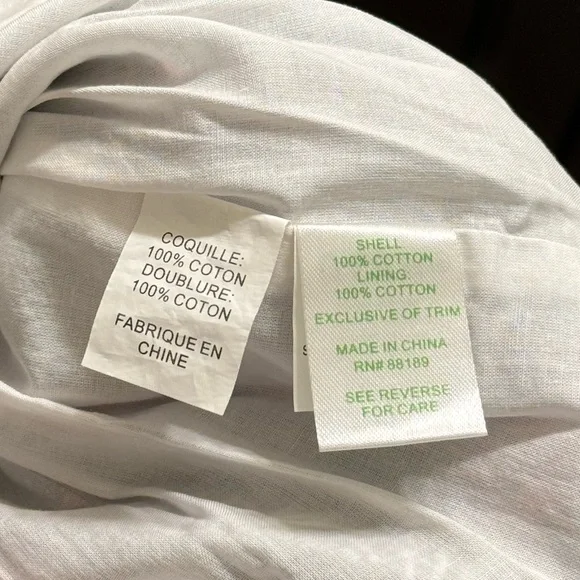 COQUILLE:
100% COTON
DOUBLURE:
100% COTON
FABRIQUE EN
CHINE
SHELL
100% COTTON
LINING:
100% COTTON
EXCLUSIVE OF TRIM
MADE IN CHINA
RN# 88189
SEE REVERSE
FOR CARE